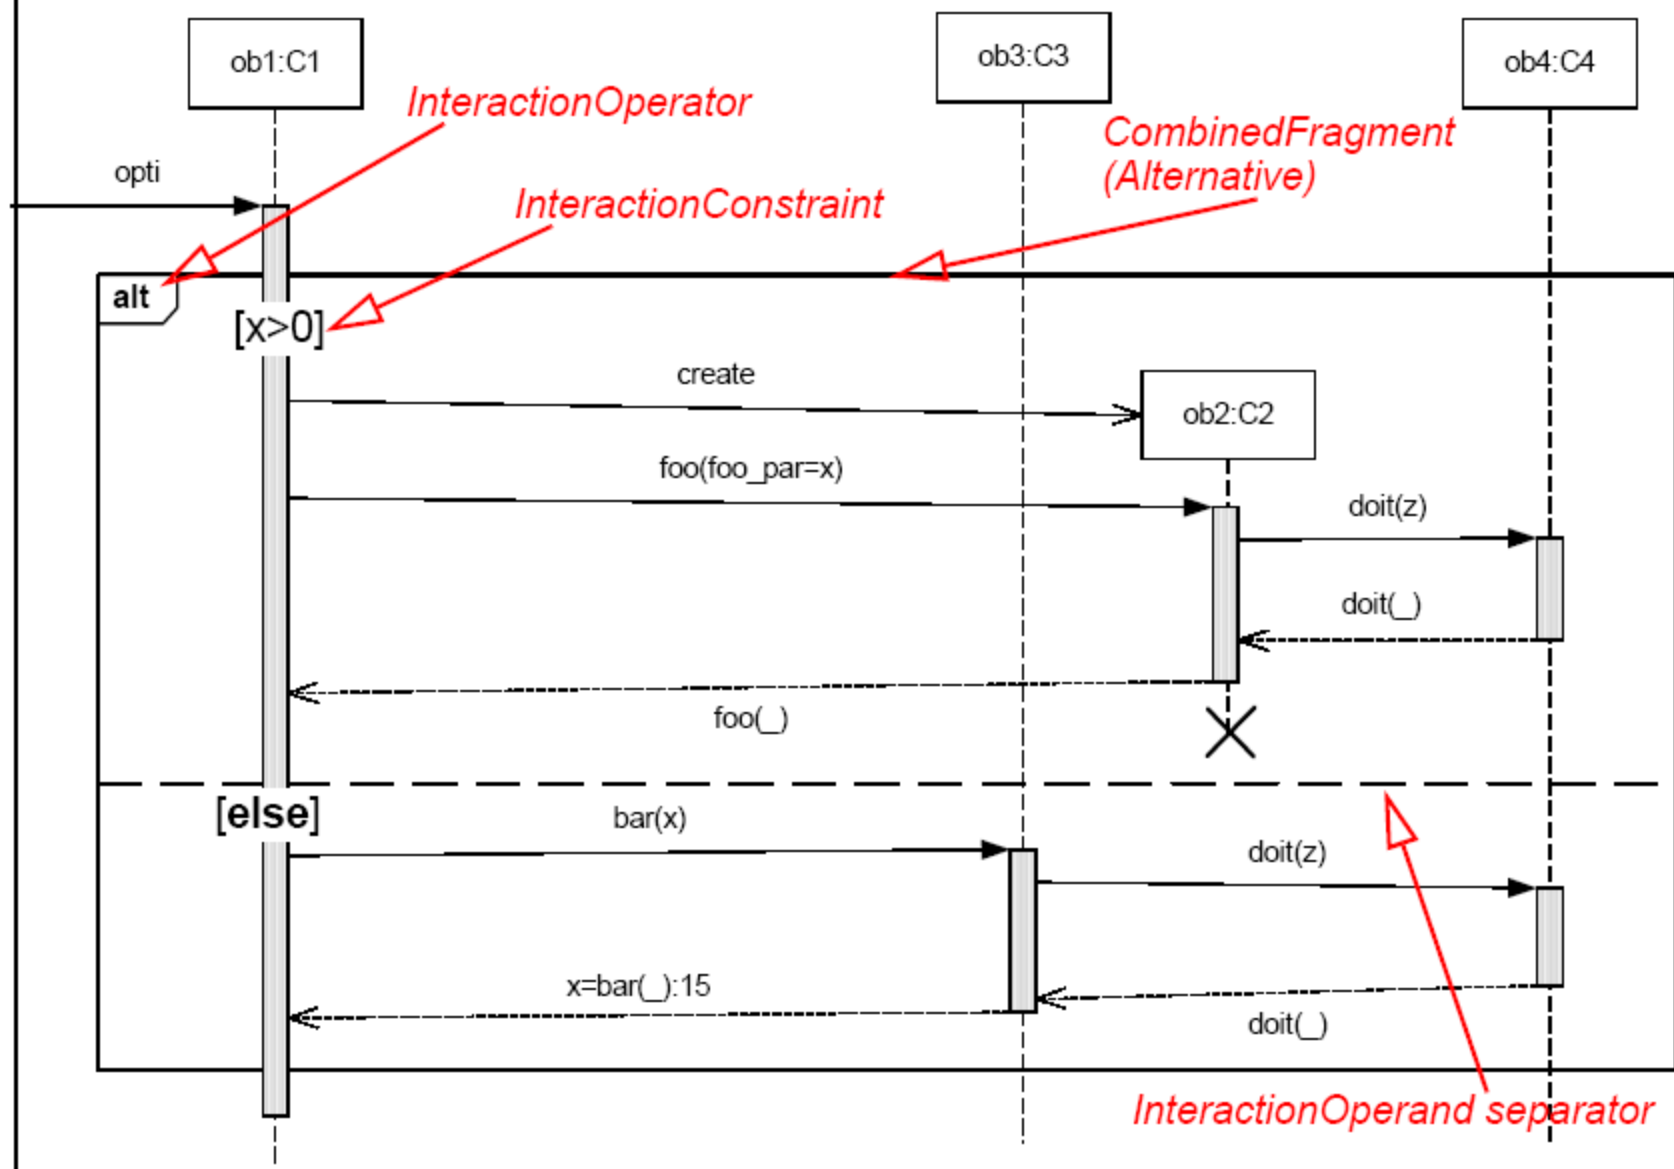 ob1:C1
ob3:C3
ob4:C4
InteractionOperator
CombinedFragment
(Alternative)
opti
InteractionConstraint
alt
[x>0]
create
ob2:C2
foo(foo_par=x)
doit(z)
doit(_)
foo(_)
[else]
bar(x)
doit(z)
x=bar(_):15
doit(_)
InteractionOperand separator